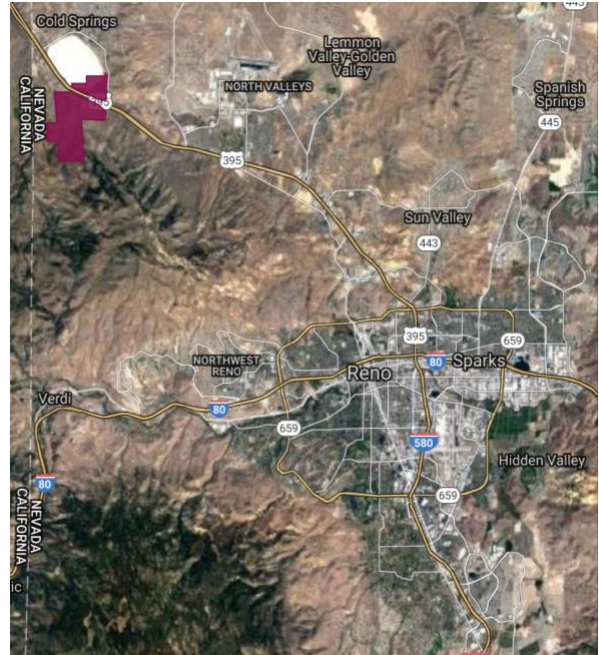 Cold Springs
Lemmon
Valley-Golden
Valley
NORTH VALLEYS
Spanish
Springs
445
NEVADA
CALIFORNIA
395
Sun Valley
443
395
659
NORTHWEST
RENO
Reno
80
Sparks
Verdi
80
659
580
Hidden Valley
80
659
NEVADA
CALIFORNIA
ic